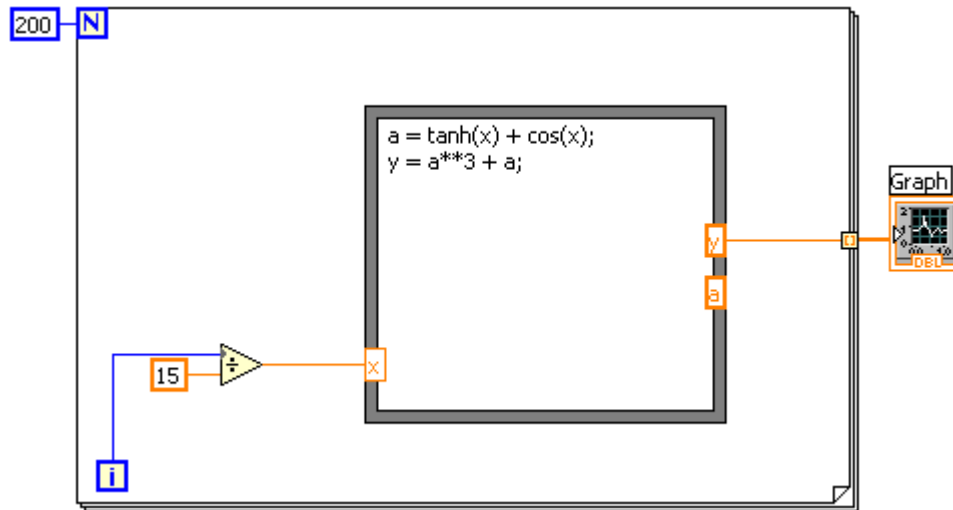 200
N
a = tanh(x) + cos(x);
y = a**3 + a;
Graph
y
a
15
÷
x
i
DBL